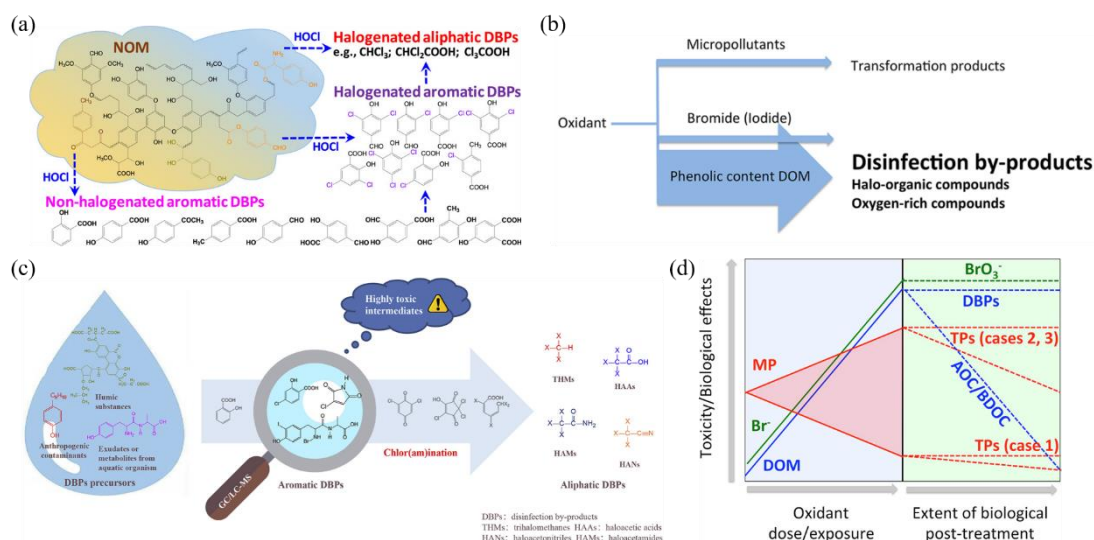 (a)
NOM
HOCl
Halogenated aliphatic DBPs
e.g., CHCl₃; CHCl₂COOH; Cl₃COOH
Halogenated aromatic DBPs
HOCl
HOCl
Non-halogenated aromatic DBPs
(b)
Micropollutants
Transformation products
Oxidant
Bromide (Iodide)
Phenolic content DOM
Disinfection by-products
Halo-organic compounds
Oxygen-rich compounds
(c)
Highly toxic
intermediates
Humic
substances
Anthropogenic
contaminants
Exudates or
metabolites from
aquatic organism
DBPs precursors
GC/LC-MS
Aromatic DBPs
Chlor(am)ination
THMs
HAAs
HAMs
HANs
Aliphatic DBPs
DBPs: disinfection by-products
THMs: trihalomethanes HAAs: haloacetic acids
HANs: haloacetonitriles HAMs: haloacetamides
(d)
Toxicity/Biological effects
BrO₃⁻
DBPs
TPs (cases 2, 3)
MP
AOC/BDOC
Br⁻
TPs (case 1)
DOM
Oxidant
dose/exposure
Extent of biological
post-treatment